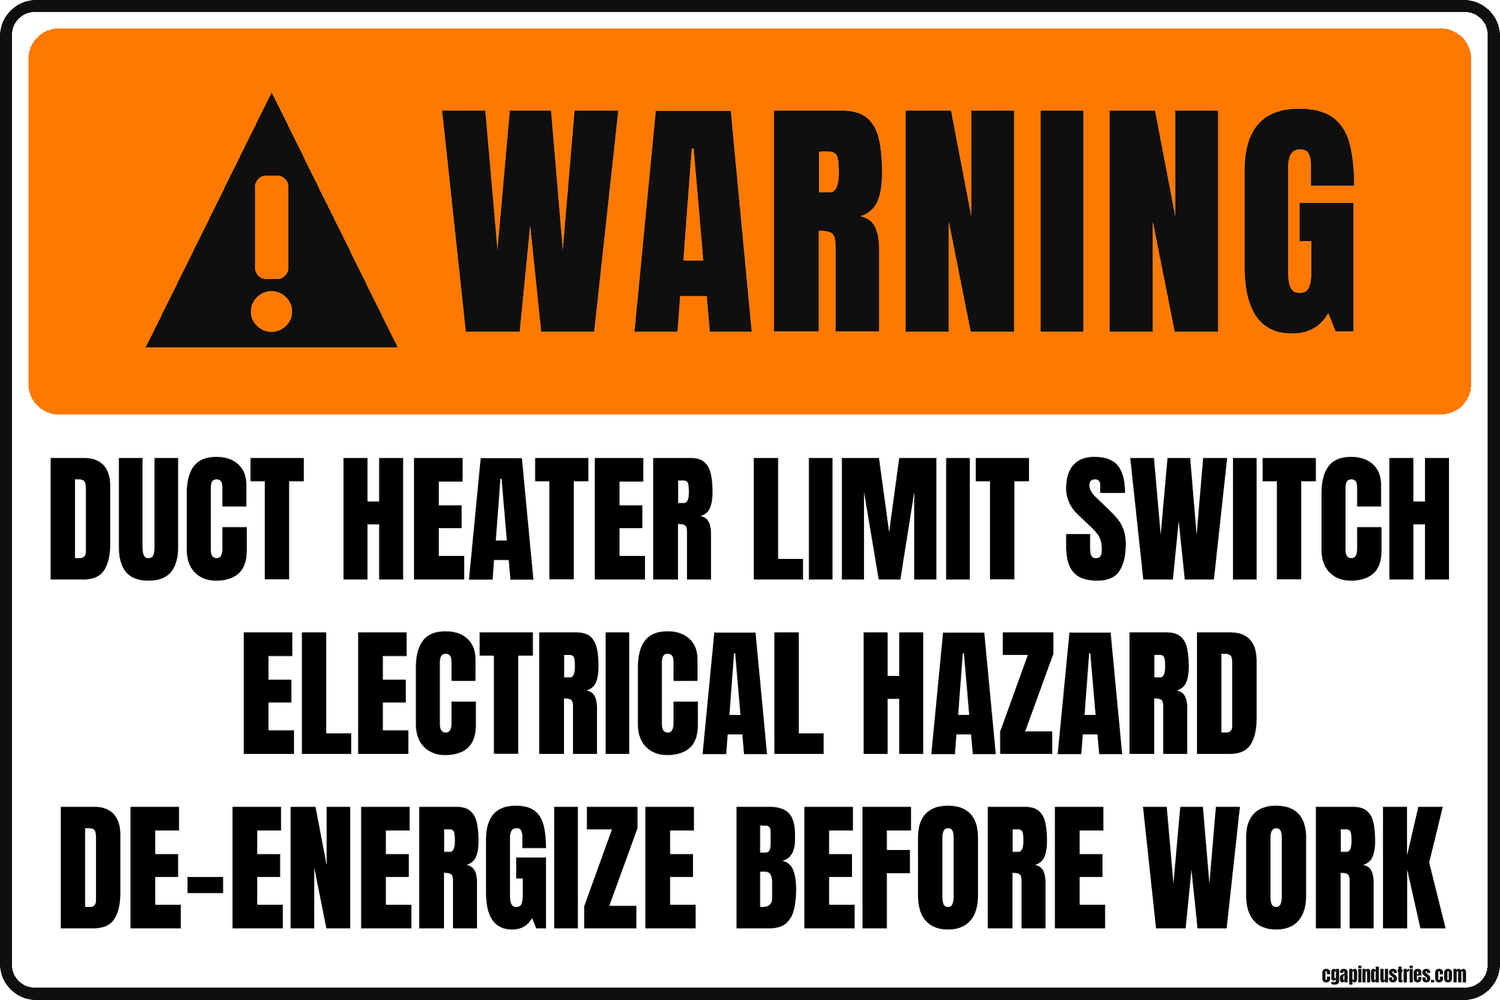 WARNING
DUCT HEATER LIMIT SWITCH
ELECTRICAL HAZARD
DE-ENERGIZE BEFORE WORK
cgapindustries.com